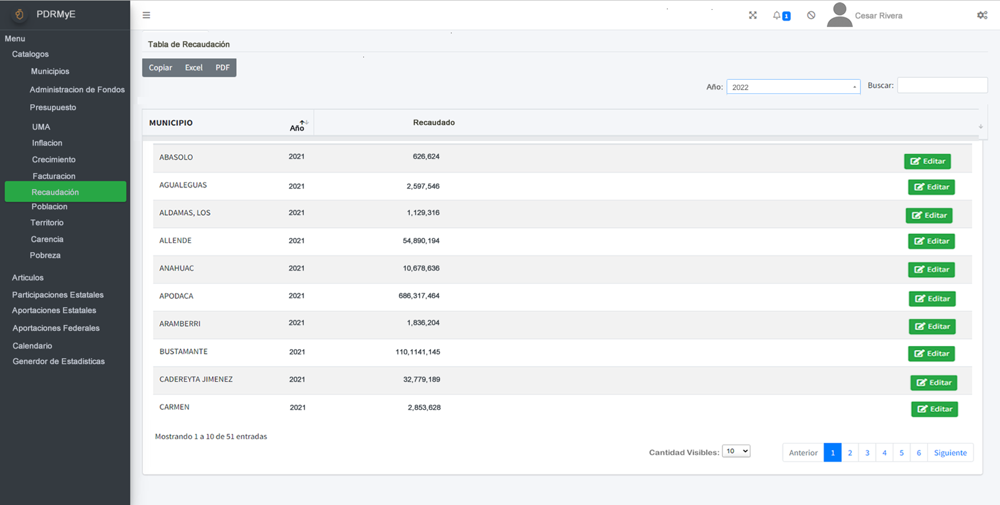 PDRMyE
1
Cesar Rivera
Menu
Catalogos
Municipios
Administracion de Fondos
Presupuesto
UMA
Inflacion
Crecimiento
Facturacion
Recaudación
Poblacion
Territorio
Carencia
Pobreza
Articulos
Participaciones Estatales
Aportaciones Estatales
Aportaciones Federales
Calendario
Generdor de Estadisticas
Tabla de Recaudación
Copiar Excel PDF
Año: 2022 Buscar:
MUNICIPIO Año Recaudado
ABASOLO 2021 626,624 Editar
AGUALEGUAS 2021 2,597,546 Editar
ALDAMAS, LOS 2021 1,129,316 Editar
ALLENDE 2021 54,890,194 Editar
ANAHUAC 2021 10,678,636 Editar
APODACA 2021 686,317,464 Editar
ARAMBERRI 2021 1,836,204 Editar
BUSTAMANTE 2021 110,1141,145 Editar
CADEREYTA JIMENEZ 2021 32,779,189 Editar
CARMEN 2021 2,853,628 Editar
Mostrando 1 a 10 de 51 entradas
Cantidad Visibles: 10 Anterior 1 2 3 4 5 6 Siguiente